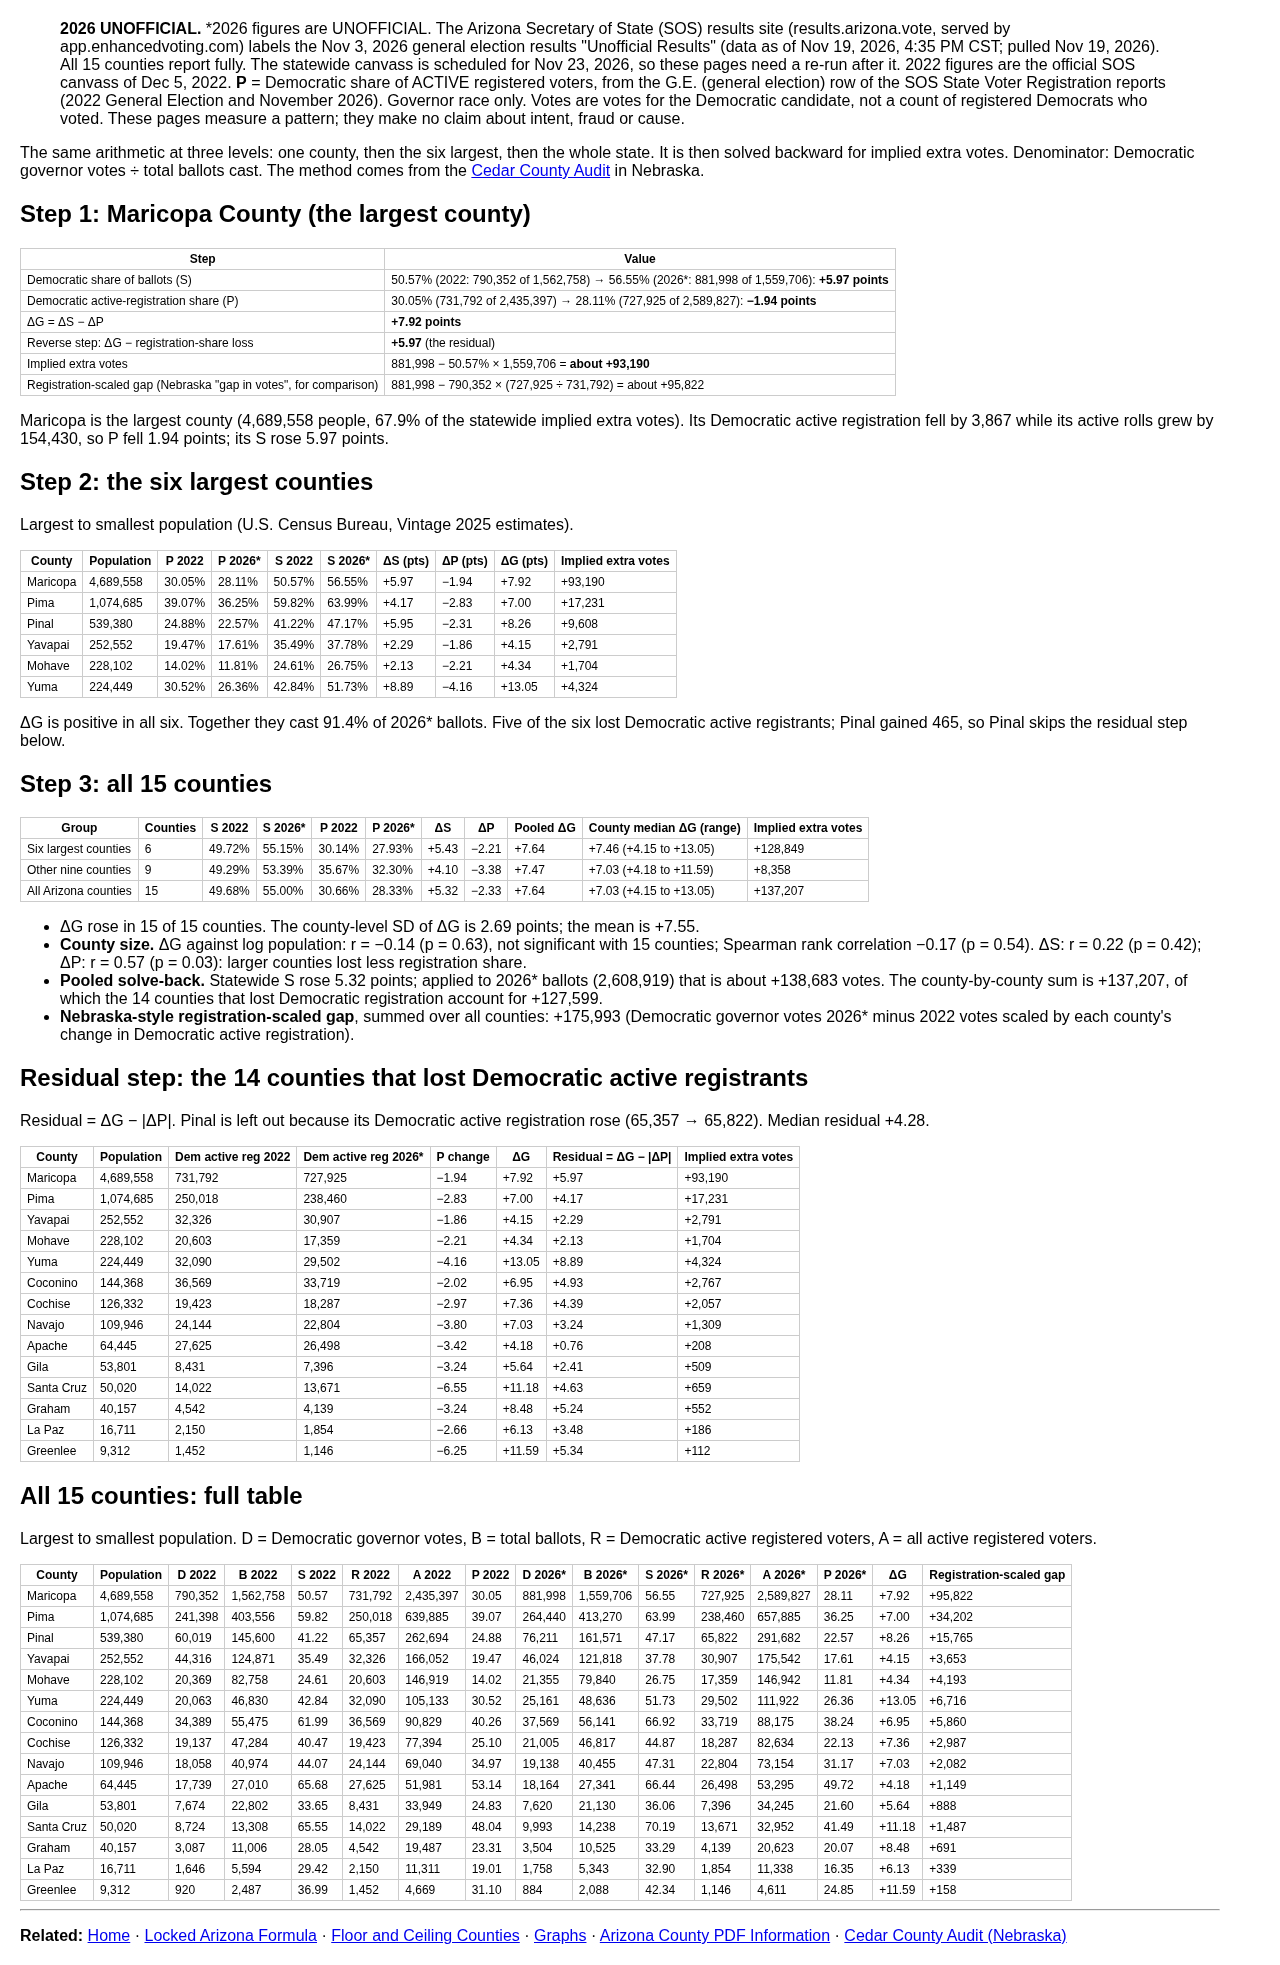 2026 UNOFFICIAL. *2026 figures are UNOFFICIAL. The Arizona Secretary of State (SOS) results site (results.arizona.vote, served by
app.enhancedvoting.com) labels the Nov 3, 2026 general election results "Unofficial Results" (data as of Nov 19, 2026, 4:35 PM CST; pulled Nov 19, 2026).
All 15 counties report fully. The statewide canvass is scheduled for Nov 23, 2026, so these pages need a re-run after it. 2022 figures are the official SOS
canvass of Dec 5, 2022. P = Democratic share of ACTIVE registered voters, from the G.E. (general election) row of the SOS State Voter Registration reports
(2022 General Election and November 2026). Governor race only. Votes are votes for the Democratic candidate, not a count of registered Democrats who
voted. These pages measure a pattern; they make no claim about intent, fraud or cause.
The same arithmetic at three levels: one county, then the six largest, then the whole state. It is then solved backward for implied extra votes. Denominator: Democratic
governor votes ÷ total ballots cast. The method comes from the Cedar County Audit in Nebraska.
Step 1: Maricopa County (the largest county)
Step Value
Democratic share of ballots (S) 50.57% (2022: 790,352 of 1,562,758) → 56.55% (2026*: 881,998 of 1,559,706): +5.97 points
Democratic active-registration share (P) 30.05% (731,792 of 2,435,397) → 28.11% (727,925 of 2,589,827): −1.94 points
ΔG = ΔS − ΔP +7.92 points
Reverse step: ΔG − registration-share loss +5.97 (the residual)
Implied extra votes 881,998 − 50.57% × 1,559,706 = about +93,190
Registration-scaled gap (Nebraska "gap in votes", for comparison) 881,998 − 790,352 × (727,925 ÷ 731,792) = about +95,822
Maricopa is the largest county (4,689,558 people, 67.9% of the statewide implied extra votes). Its Democratic active registration fell by 3,867 while its active rolls grew by
154,430, so P fell 1.94 points; its S rose 5.97 points.
Step 2: the six largest counties
Largest to smallest population (U.S. Census Bureau, Vintage 2025 estimates).
County Population P 2022 P 2026* S 2022 S 2026* ΔS (pts) ΔP (pts) ΔG (pts) Implied extra votes
Maricopa 4,689,558 30.05% 28.11% 50.57% 56.55% +5.97 −1.94 +7.92 +93,190
Pima 1,074,685 39.07% 36.25% 59.82% 63.99% +4.17 −2.83 +7.00 +17,231
Pinal 539,380 24.88% 22.57% 41.22% 47.17% +5.95 −2.31 +8.26 +9,608
Yavapai 252,552 19.47% 17.61% 35.49% 37.78% +2.29 −1.86 +4.15 +2,791
Mohave 228,102 14.02% 11.81% 24.61% 26.75% +2.13 −2.21 +4.34 +1,704
Yuma 224,449 30.52% 26.36% 42.84% 51.73% +8.89 −4.16 +13.05 +4,324
ΔG is positive in all six. Together they cast 91.4% of 2026* ballots. Five of the six lost Democratic active registrants; Pinal gained 465, so Pinal skips the residual step
below.
Step 3: all 15 counties
Group Counties S 2022 S 2026* P 2022 P 2026* ΔS ΔP Pooled ΔG County median ΔG (range) Implied extra votes
Six largest counties 6 49.72% 55.15% 30.14% 27.93% +5.43 −2.21 +7.64 +7.46 (+4.15 to +13.05) +128,849
Other nine counties 9 49.29% 53.39% 35.67% 32.30% +4.10 −3.38 +7.47 +7.03 (+4.18 to +11.59) +8,358
All Arizona counties 15 49.68% 55.00% 30.66% 28.33% +5.32 −2.33 +7.64 +7.03 (+4.15 to +13.05) +137,207
• ΔG rose in 15 of 15 counties. The county-level SD of ΔG is 2.69 points; the mean is +7.55.
• County size. ΔG against log population: r = −0.14 (p = 0.63), not significant with 15 counties; Spearman rank correlation −0.17 (p = 0.54). ΔS: r = 0.22 (p = 0.42);
ΔP: r = 0.57 (p = 0.03): larger counties lost less registration share.
• Pooled solve-back. Statewide S rose 5.32 points; applied to 2026* ballots (2,608,919) that is about +138,683 votes. The county-by-county sum is +137,207, of
which the 14 counties that lost Democratic registration account for +127,599.
• Nebraska-style registration-scaled gap, summed over all counties: +175,993 (Democratic governor votes 2026* minus 2022 votes scaled by each county's
change in Democratic active registration).
Residual step: the 14 counties that lost Democratic active registrants
Residual = ΔG − |ΔP|. Pinal is left out because its Democratic active registration rose (65,357 → 65,822). Median residual +4.28.
County Population Dem active reg 2022 Dem active reg 2026* P change ΔG Residual = ΔG − |ΔP| Implied extra votes
Maricopa 4,689,558 731,792 727,925 −1.94 +7.92 +5.97 +93,190
Pima 1,074,685 250,018 238,460 −2.83 +7.00 +4.17 +17,231
Yavapai 252,552 32,326 30,907 −1.86 +4.15 +2.29 +2,791
Mohave 228,102 20,603 17,359 −2.21 +4.34 +2.13 +1,704
Yuma 224,449 32,090 29,502 −4.16 +13.05 +8.89 +4,324
Coconino 144,368 36,569 33,719 −2.02 +6.95 +4.93 +2,767
Cochise 126,332 19,423 18,287 −2.97 +7.36 +4.39 +2,057
Navajo 109,946 24,144 22,804 −3.80 +7.03 +3.24 +1,309
Apache 64,445 27,625 26,498 −3.42 +4.18 +0.76 +208
Gila 53,801 8,431 7,396 −3.24 +5.64 +2.41 +509
Santa Cruz 50,020 14,022 13,671 −6.55 +11.18 +4.63 +659
Graham 40,157 4,542 4,139 −3.24 +8.48 +5.24 +552
La Paz 16,711 2,150 1,854 −2.66 +6.13 +3.48 +186
Greenlee 9,312 1,452 1,146 −6.25 +11.59 +5.34 +112
All 15 counties: full table
Largest to smallest population. D = Democratic governor votes, B = total ballots, R = Democratic active registered voters, A = all active registered voters.
County Population D 2022 B 2022 S 2022 R 2022 A 2022 P 2022 D 2026* B 2026* S 2026* R 2026* A 2026* P 2026* ΔG Registration-scaled gap
Maricopa 4,689,558 790,352 1,562,758 50.57 731,792 2,435,397 30.05 881,998 1,559,706 56.55 727,925 2,589,827 28.11 +7.92 +95,822
Pima 1,074,685 241,398 403,556 59.82 250,018 639,885 39.07 264,440 413,270 63.99 238,460 657,885 36.25 +7.00 +34,202
Pinal 539,380 60,019 145,600 41.22 65,357 262,694 24.88 76,211 161,571 47.17 65,822 291,682 22.57 +8.26 +15,765
Yavapai 252,552 44,316 124,871 35.49 32,326 166,052 19.47 46,024 121,818 37.78 30,907 175,542 17.61 +4.15 +3,653
Mohave 228,102 20,369 82,758 24.61 20,603 146,919 14.02 21,355 79,840 26.75 17,359 146,942 11.81 +4.34 +4,193
Yuma 224,449 20,063 46,830 42.84 32,090 105,133 30.52 25,161 48,636 51.73 29,502 111,922 26.36 +13.05 +6,716
Coconino 144,368 34,389 55,475 61.99 36,569 90,829 40.26 37,569 56,141 66.92 33,719 88,175 38.24 +6.95 +5,860
Cochise 126,332 19,137 47,284 40.47 19,423 77,394 25.10 21,005 46,817 44.87 18,287 82,634 22.13 +7.36 +2,987
Navajo 109,946 18,058 40,974 44.07 24,144 69,040 34.97 19,138 40,455 47.31 22,804 73,154 31.17 +7.03 +2,082
Apache 64,445 17,739 27,010 65.68 27,625 51,981 53.14 18,164 27,341 66.44 26,498 53,295 49.72 +4.18 +1,149
Gila 53,801 7,674 22,802 33.65 8,431 33,949 24.83 7,620 21,130 36.06 7,396 34,245 21.60 +5.64 +888
Santa Cruz 50,020 8,724 13,308 65.55 14,022 29,189 48.04 9,993 14,238 70.19 13,671 32,952 41.49 +11.18 +1,487
Graham 40,157 3,087 11,006 28.05 4,542 19,487 23.31 3,504 10,525 33.29 4,139 20,623 20.07 +8.48 +691
La Paz 16,711 1,646 5,594 29.42 2,150 11,311 19.01 1,758 5,343 32.90 1,854 11,338 16.35 +6.13 +339
Greenlee 9,312 920 2,487 36.99 1,452 4,669 31.10 884 2,088 42.34 1,146 4,611 24.85 +11.59 +158
Related: Home · Locked Arizona Formula · Floor and Ceiling Counties · Graphs · Arizona County PDF Information · Cedar County Audit (Nebraska)